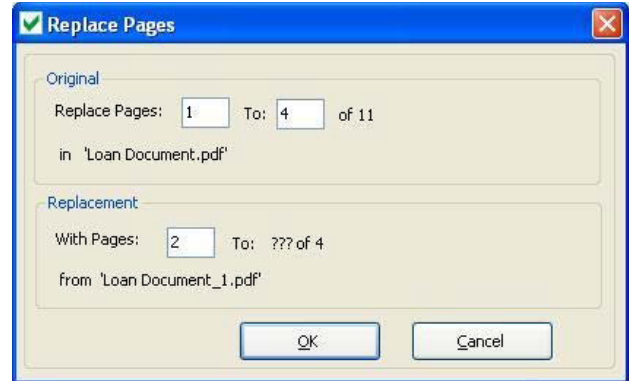 Replace Pages
Original
Replace Pages: 1 To: 4 of 11
in 'Loan Document.pdf'
Replacement
With Pages: 2 To: ??? of 4
from 'Loan Document_1.pdf'
OK Cancel